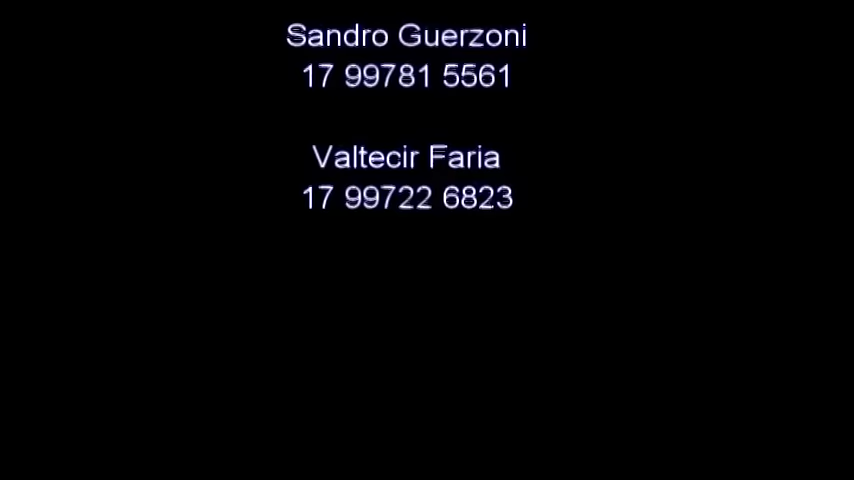 Sandro Guerzoni
17 99781 5561
Valtecir Faria
17 99722 6823